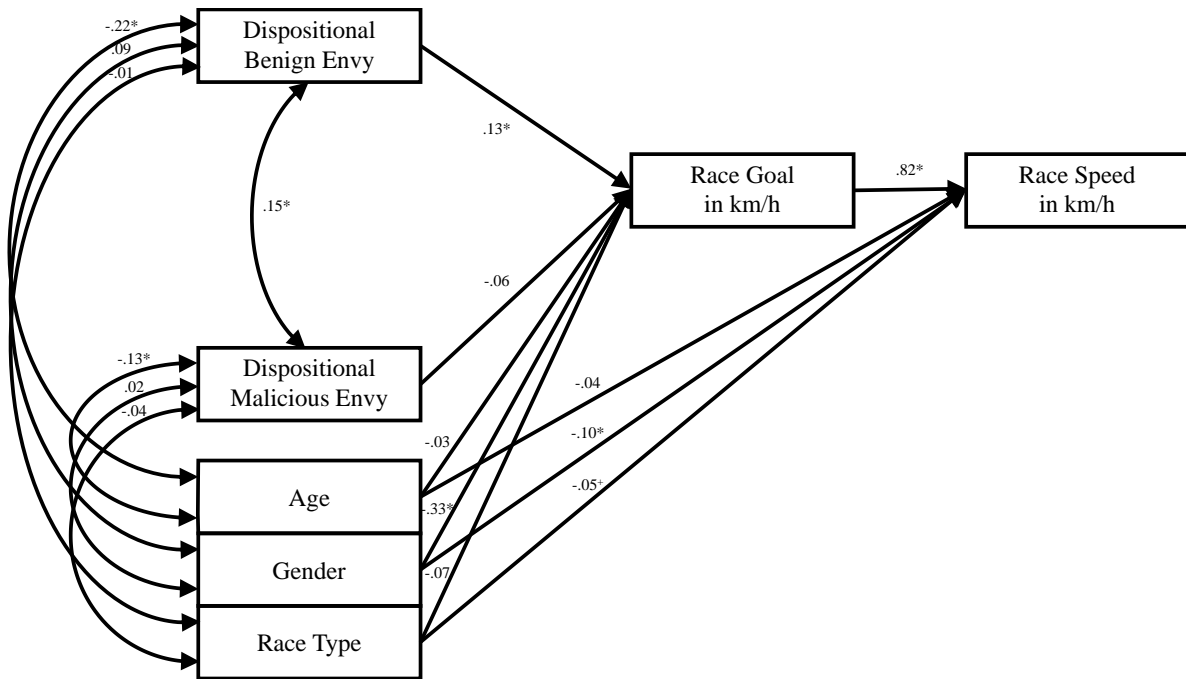 -.22*
.09
-.01
Dispositional
Benign Envy
.13*
.15*
Race Goal
in km/h
.82*
Race Speed
in km/h
-.06
-.13*
.02
-.04
Dispositional
Malicious Envy
-.04
-.03
-.10*
Age
-.33*
-.05⁺
Gender
-.07
Race Type